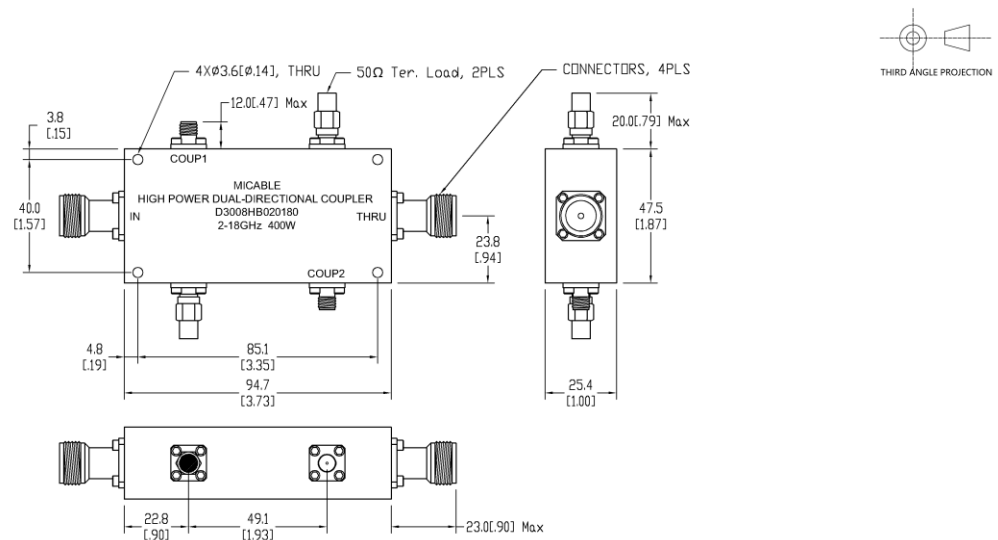 THIRD ANGLE PROJECTION
4XØ3.6[Ø.14], THRU
50Ω Ter. Load, 2PLS
CONNECTORS, 4PLS
12.0[.47] Max
20.0[.79] Max
3.8
[.15]
COUP1
MICABLE
HIGH POWER DUAL-DIRECTIONAL COUPLER
D3008HB020180
2-18GHz 400W
IN
THRU
COUP2
40.0
[1.57]
23.8
[.94]
47.5
[1.87]
4.8
[.19]
85.1
[3.35]
94.7
[3.73]
25.4
[1.00]
22.8
[.90]
49.1
[1.93]
23.0[.90] Max